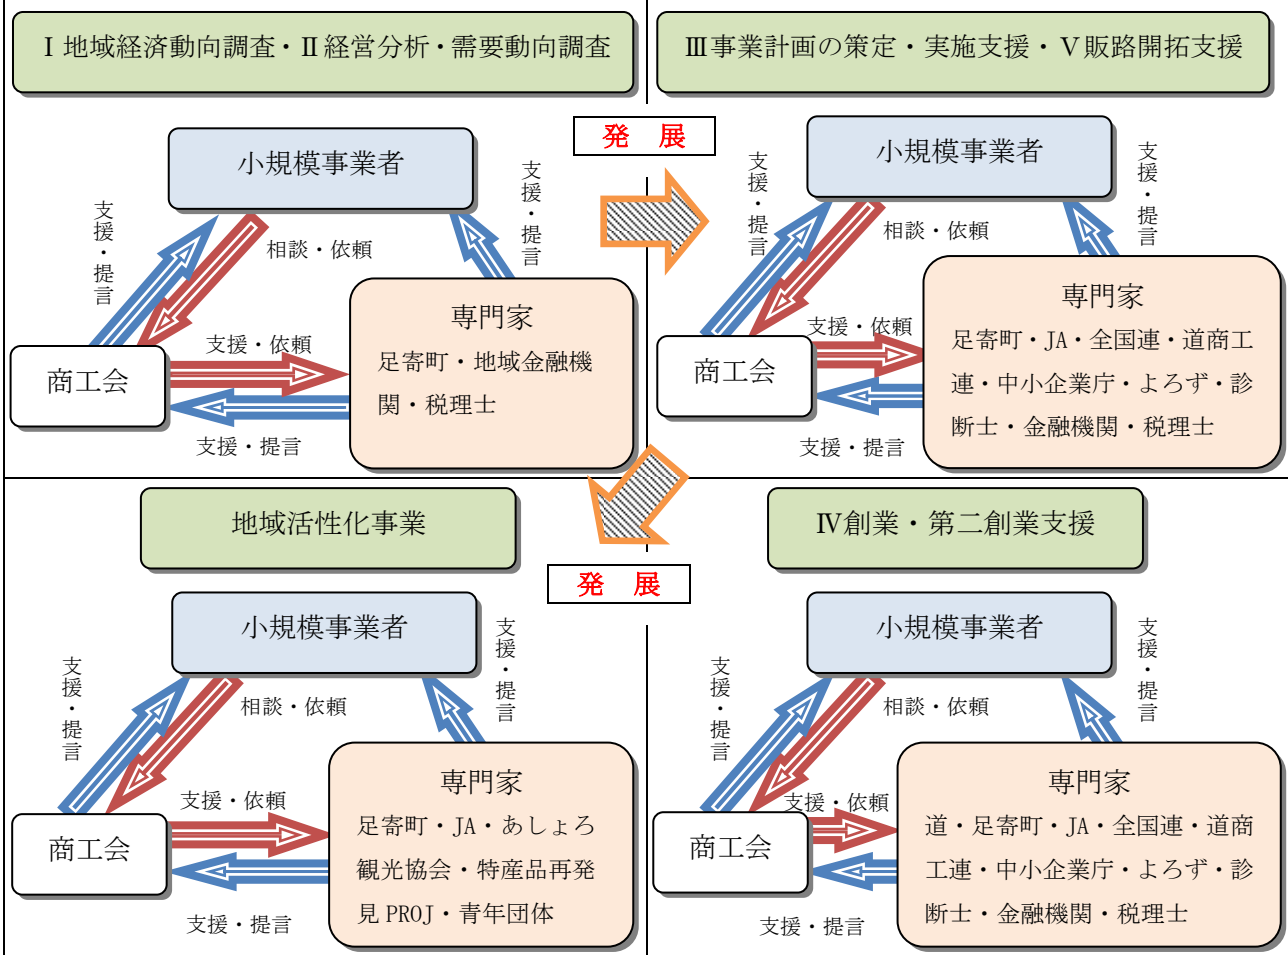 Ⅰ地域経済動向調査・Ⅱ経営分析・需要動向調査
小規模事業者
支援・提言
相談・依頼
支援・提言
商工会
支援・依頼
支援・提言
専門家
足寄町・地域金融機
関・税理士
発 展
Ⅲ事業計画の策定・実施支援・Ⅴ販路開拓支援
小規模事業者
支援・提言
相談・依頼
支援・提言
商工会
支援・依頼
支援・提言
専門家
足寄町・JA・全国連・道商工
連・中小企業庁・よろず・診
断士・金融機関・税理士
発 展
地域活性化事業
小規模事業者
支援・提言
相談・依頼
支援・提言
商工会
支援・依頼
支援・提言
専門家
足寄町・JA・あしょろ
観光協会・特産品再発
見 PROJ・青年団体
Ⅳ創業・第二創業支援
小規模事業者
支援・提言
相談・依頼
支援・提言
商工会
支援・依頼
支援・提言
専門家
道・足寄町・JA・全国連・道商
工連・中小企業庁・よろず・診
断士・金融機関・税理士